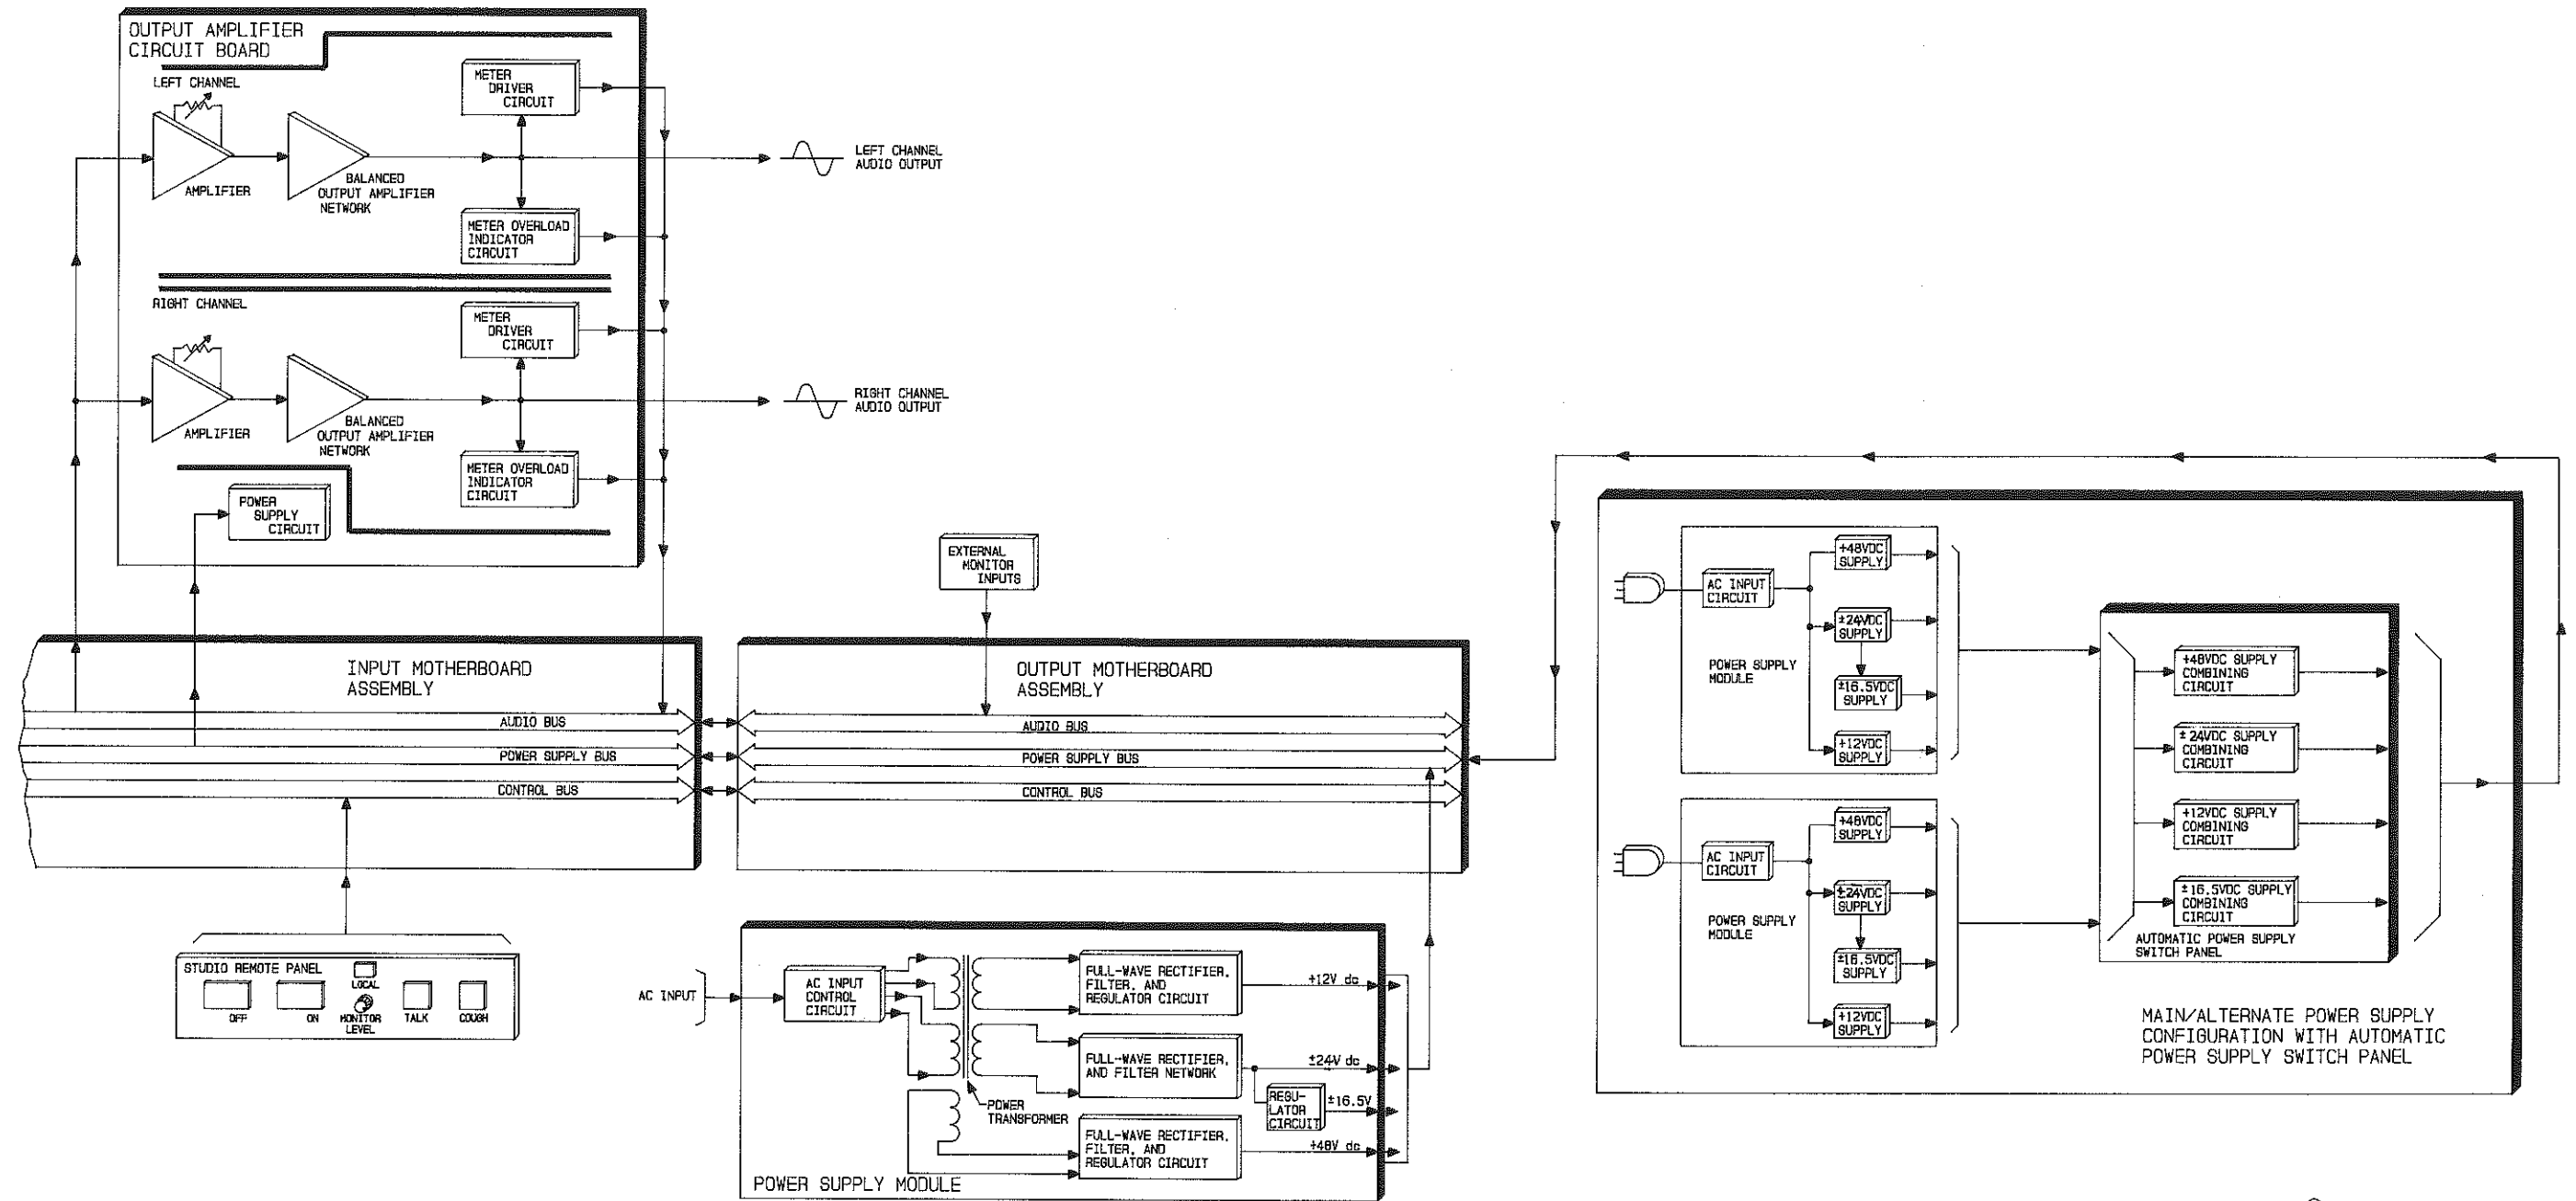 OUTPUT AMPLIFIER
CIRCUIT BOARD
LEFT CHANNEL
AMPLIFIER
BALANCED
OUTPUT AMPLIFIER
NETWORK
METER
DRIVER
CIRCUIT
METER OVERLOAD
INDICATOR
CIRCUIT
LEFT CHANNEL
AUDIO OUTPUT
RIGHT CHANNEL
AMPLIFIER
BALANCED
OUTPUT AMPLIFIER
NETWORK
METER
DRIVER
CIRCUIT
METER OVERLOAD
INDICATOR
CIRCUIT
RIGHT CHANNEL
AUDIO OUTPUT
POWER
SUPPLY
CIRCUIT
EXTERNAL
MONITOR
INPUTS
INPUT MOTHERBOARD
ASSEMBLY
AUDIO BUS
POWER SUPPLY BUS
CONTROL BUS
OUTPUT MOTHERBOARD
ASSEMBLY
AUDIO BUS
POWER SUPPLY BUS
CONTROL BUS
STUDIO REMOTE PANEL
LOCAL
OFF
ON
MONITOR
LEVEL
TALK
COUGH
AC INPUT
AC INPUT
CONTROL
CIRCUIT
POWER
TRANSFORMER
FULL-WAVE RECTIFIER,
FILTER, AND
REGULATOR CIRCUIT
+12V dc
FULL-WAVE RECTIFIER,
AND FILTER NETWORK
±24V dc
REGU-
LATOR
CIRCUIT
±16.5V
FULL-WAVE RECTIFIER,
FILTER, AND
REGULATOR CIRCUIT
+48V dc
POWER SUPPLY MODULE
AC INPUT
CIRCUIT
POWER SUPPLY
MODULE
+48VDC
SUPPLY
±24VDC
SUPPLY
±16.5VDC
SUPPLY
+12VDC
SUPPLY
AC INPUT
CIRCUIT
POWER SUPPLY
MODULE
+48VDC
SUPPLY
±24VDC
SUPPLY
±16.5VDC
SUPPLY
+12VDC
SUPPLY
+48VDC SUPPLY
COMBINING
CIRCUIT
±24VDC SUPPLY
COMBINING
CIRCUIT
+12VDC SUPPLY
COMBINING
CIRCUIT
±16.5VDC SUPPLY
COMBINING
CIRCUIT
AUTOMATIC POWER SUPPLY
SWITCH PANEL
MAIN/ALTERNATE POWER SUPPLY
CONFIGURATION WITH AUTOMATIC
POWER SUPPLY SWITCH PANEL